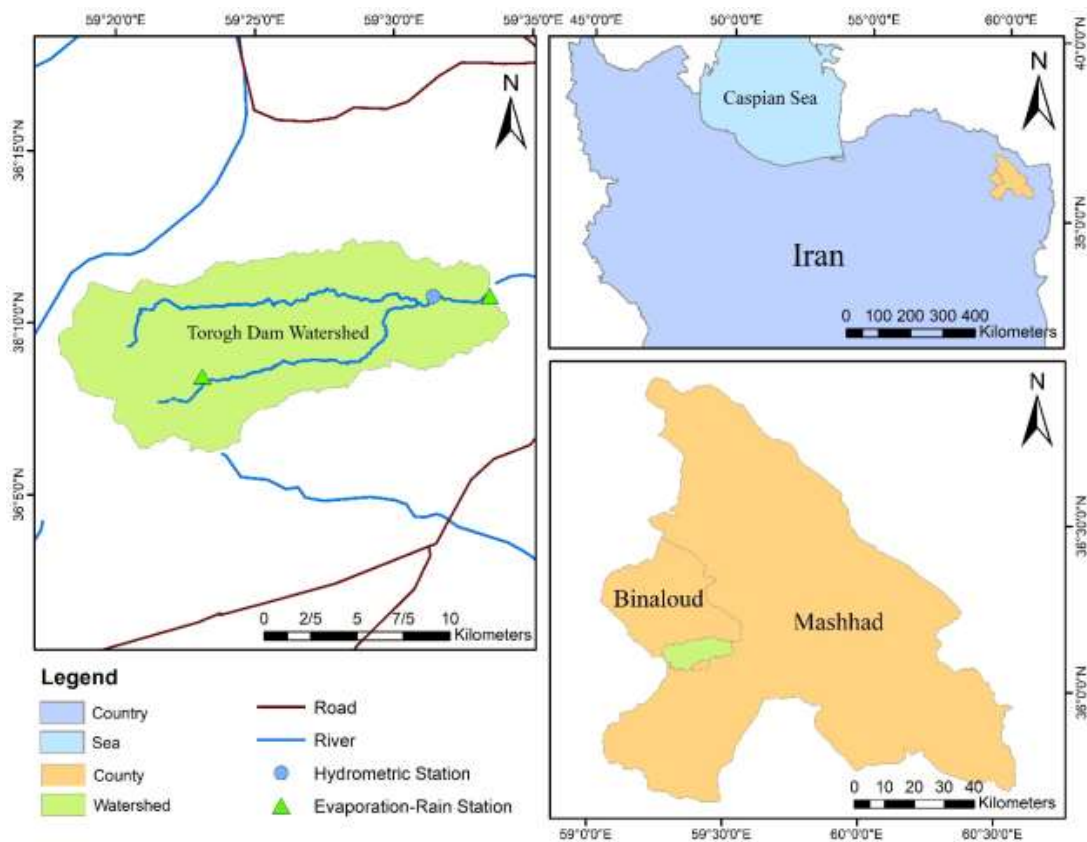 59°20'0"E 59°25'0"E 59°30'0"E 59°35'0"E
36°15'0"N
36°10'0"N
36°5'0"N
N
Torogh Dam Watershed
0 2/5 5 7/5 10
Kilometers
45°0'0"E 50°0'0"E 55°0'0"E 60°0'0"E
40°0'0"N
35°0'0"N
N
Caspian Sea
Iran
0 100 200 300 400
Kilometers
N
Binaloud
Mashhad
36°30'0"N
36°0'0"N
0 10 20 30 40
Kilometers
59°0'0"E 59°30'0"E 60°0'0"E 60°30'0"E
Legend
Country
Sea
County
Watershed
Road
River
Hydrometric Station
Evaporation-Rain Station